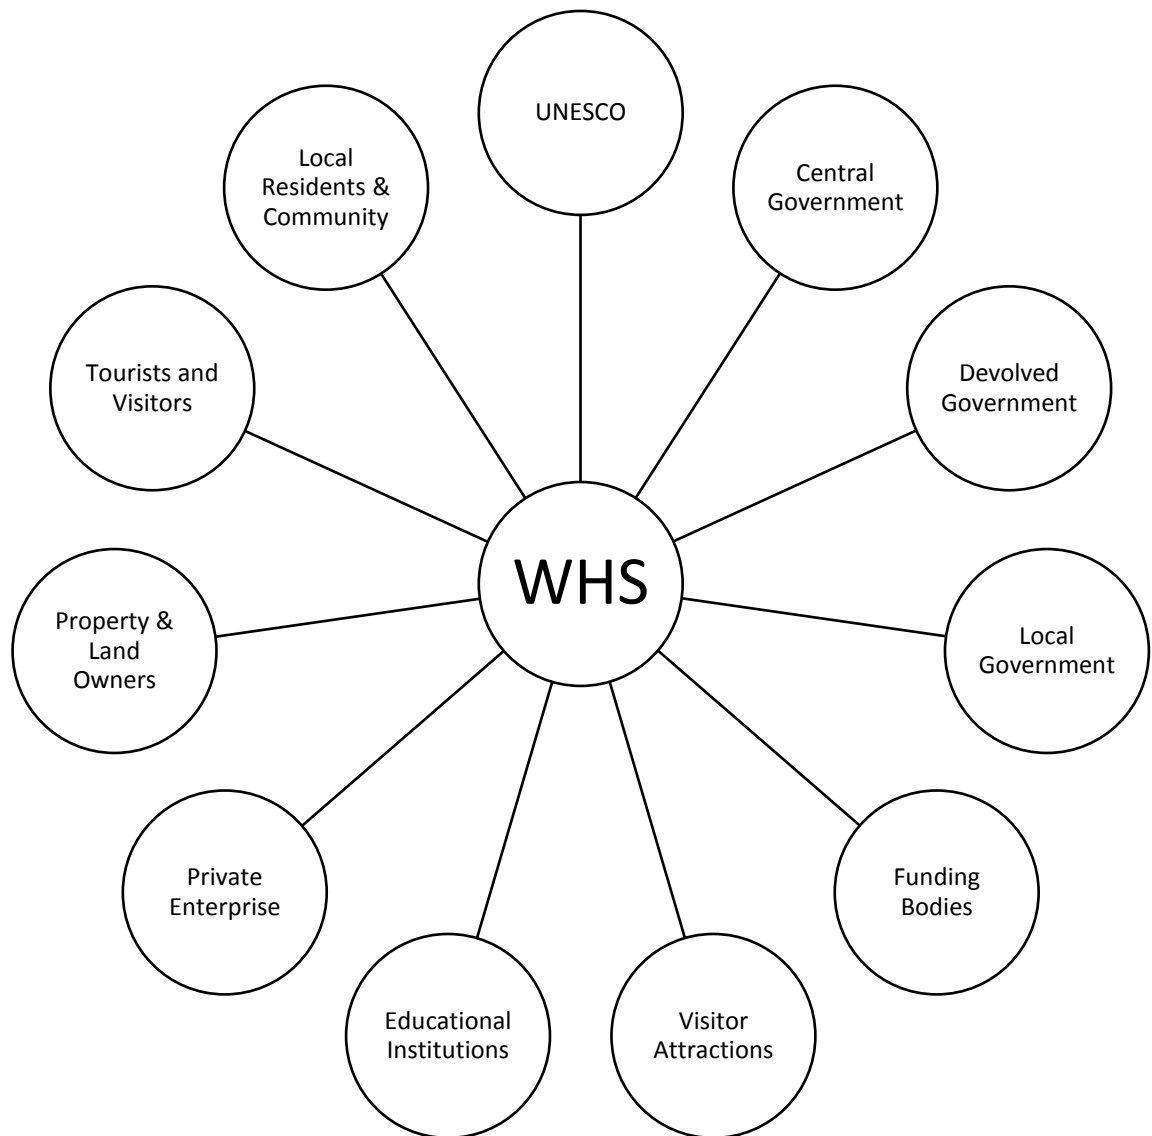 UNESCO
Central
Government
Devolved
Government
Local
Government
Funding
Bodies
Visitor
Attractions
Educational
Institutions
Private
Enterprise
Property &
Land
Owners
Tourists and
Visitors
Local
Residents &
Community
WHS